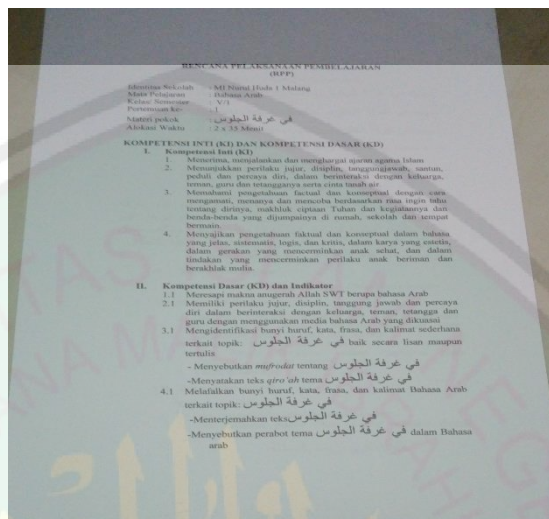 RENCANA PELAKSANAAN PEMBELAJARAN
(RPP)
Identitas Sekolah : MI Nurul Huda 1 Malang
Mata Pelajaran : Bahasa Arab
Kelas/ Semester : V/1
Pertemuan ke- : 1
Materi pokok : في غرفة الجلوس
Alokasi Waktu : 2 x 35 Menit
KOMPETENSI INTI (KI) DAN KOMPETENSI DASAR (KD)
I. Kompetensi Inti (KI)
1. Menerima, menjalankan dan menghargai ajaran agama Islam
2. Menunjukkan perilaku jujur, disiplin, tanggungjawab, santun,
peduli dan percaya diri, dalam berinteraksi dengan keluarga,
teman, guru dan tetangganya serta cinta tanah air.
3. Memahami pengetahuan factual dan konseptual dengan cara
mengamati, menanya dan mencoba berdasarkan rasa ingin tahu
tentang dirinya, makhluk ciptaan Tuhan dan kegiatannya dan
benda-benda yang dijumpainya di rumah, sekolah dan tempat
bermain.
4. Menyajikan pengetahuan faktual dan konseptual dalam bahasa
yang jelas, sistematis, logis, dan kritis, dalam karya yang estetis,
dalam gerakan yang mencerminkan anak sehat, dan dalam
tindakan yang mencerminkan perilaku anak beriman dan
berakhlak mulia.
II. Kompetensi Dasar (KD) dan Indikator
1.1 Meresapi makna anugerah Allah SWT berupa bahasa Arab
2.1 Memiliki perilaku jujur, disiplin, tanggung jawab dan percaya
diri dalam berinteraksi dengan keluarga, teman, tetangga dan
guru dengan menggunakan media bahasa Arab yang dikuasai
3.1 Mengidentifikasi bunyi huruf, kata, frasa, dan kalimat sederhana
terkait topik: في غرفة الجلوس baik secara lisan maupun
tertulis
- Menyebutkan mufrodat tentang في غرفة الجلوس
-Menyatakan teks qiro'ah tema في غرفة الجلوس
4.1 Melafalkan bunyi huruf, kata, frasa, dan kalimat Bahasa Arab
terkait topik: في غرفة الجلوس
-Menterjemahkan teks في غرفة الجلوس
-Menyebutkan perabot tema في غرفة الجلوس dalam Bahasa
arab